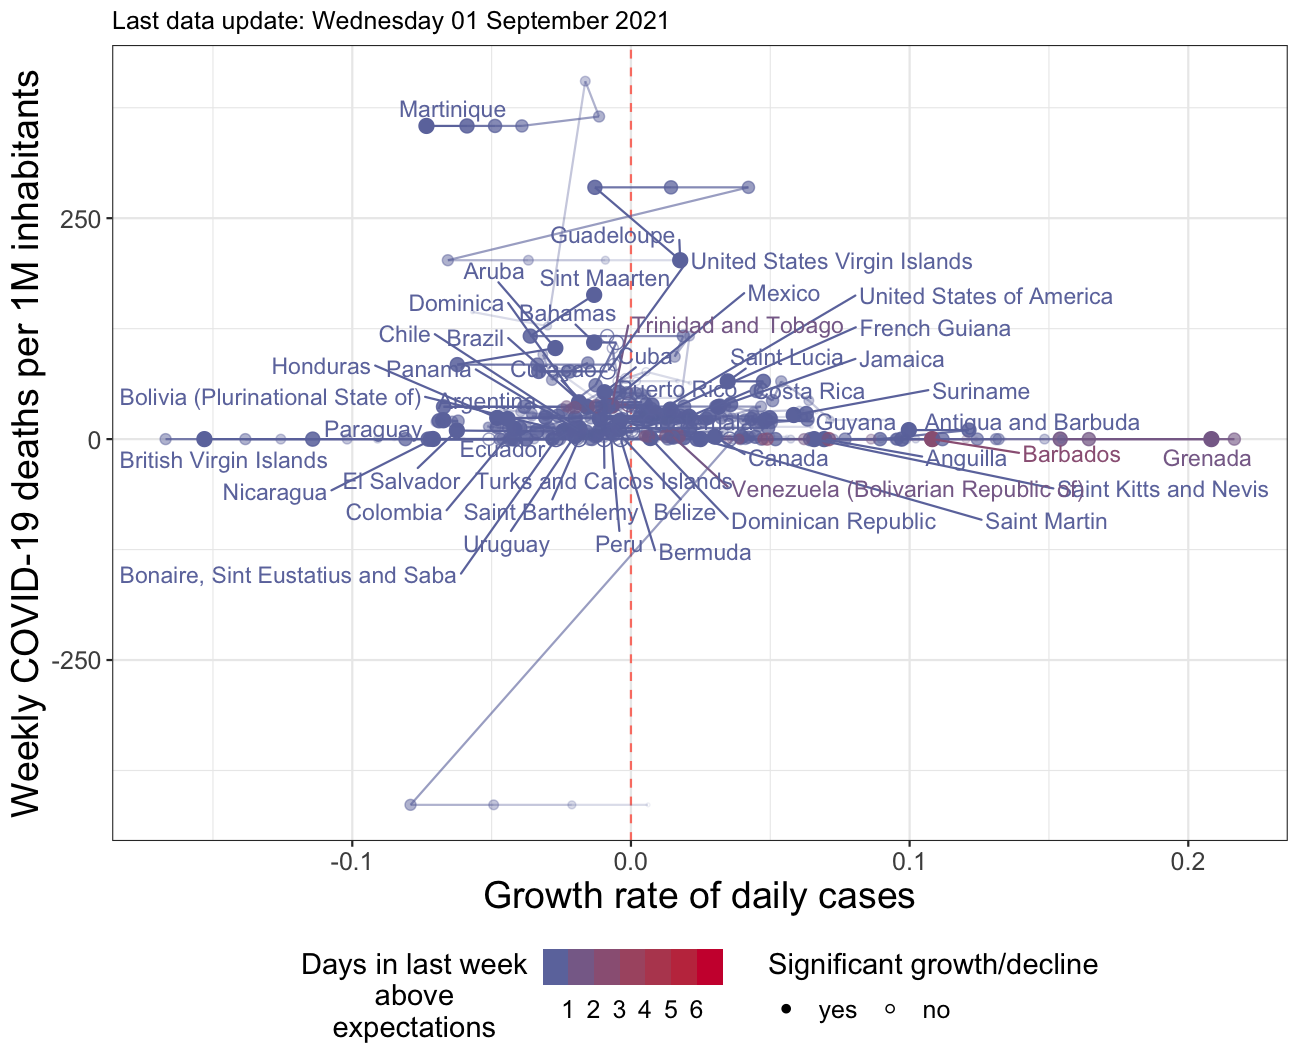 Last data update: Wednesday 01 September 2021
Weekly COVID-19 deaths per 1M inhabitants
250
0
-250
Martinique
Guadeloupe
United States Virgin Islands
Aruba
Sint Maarten
Mexico
United States of America
Dominica
Bahamas
Trinidad and Tobago
French Guiana
Chile
Brazil
Cuba
Saint Lucia
Jamaica
Honduras
Panama
Curaçao
Puerto Rico
Costa Rica
Suriname
Bolivia (Plurinational State of)
Argentina
Guyana
Antigua and Barbuda
Paraguay
Ecuador
British Virgin Islands
Canada
Anguilla
Barbados
Grenada
El Salvador
Turks and Caicos Islands
Nicaragua
Venezuela (Bolivarian Republic of)
Saint Kitts and Nevis
Colombia
Saint Barthélemy
Belize
Dominican Republic
Saint Martin
Uruguay
Peru
Bermuda
Bonaire, Sint Eustatius and Saba
-0.1
0.0
0.1
0.2
Growth rate of daily cases
Days in last week
above
expectations
1 2 3 4 5 6
Significant growth/decline
yes
no